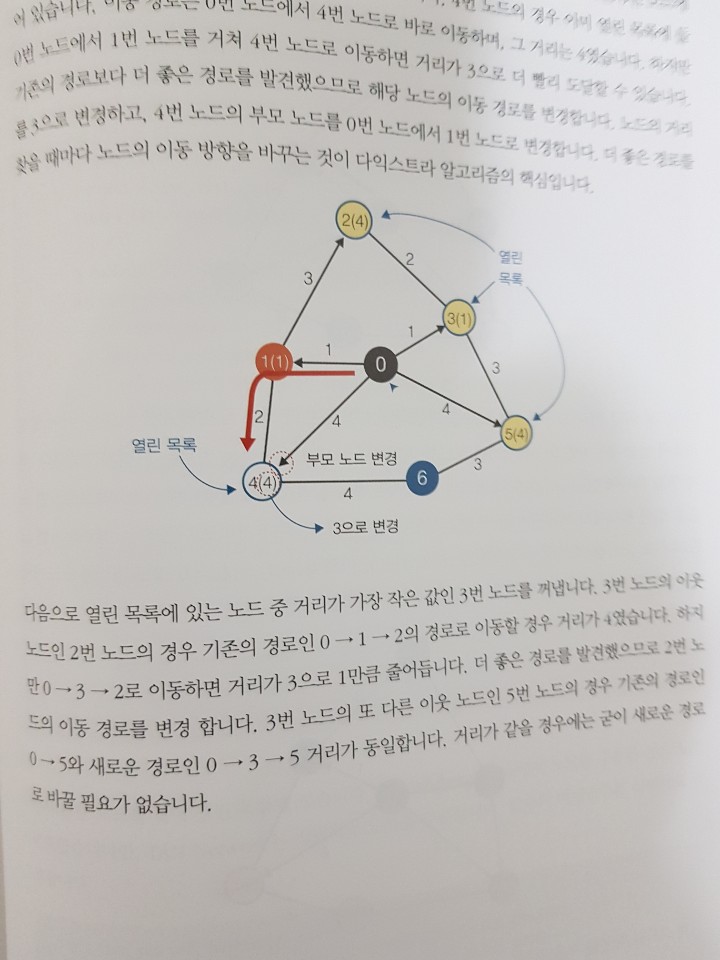 어 있습니다. 이동 경로는 0번 노드에서 4번 노드로 바로 이동하며, 그 거리는 4였습니다. 하지만
0번 노드에서 1번 노드를 거쳐 4번 노드로 이동하면 거리가 3으로 더 빨리 도달할 수 있습니다.
기존의 경로보다 더 좋은 경로를 발견했으므로 해당 노드의 이동 경로를 변경합니다. 노드의 거리
를 3으로 변경하고, 4번 노드의 부모 노드를 0번 노드에서 1번 노드로 변경합니다. 더 좋은 경로를
찾을 때마다 노드의 이동 방향을 바꾸는 것이 다익스트라 알고리즘의 핵심입니다.
2(4)
열린
목록
2
3
3(1)
1
1
1(1)
0
3
4
2
4
5(4)
열린 목록
부모 노드 변경
3
4(4)
6
4
3으로 변경
다음으로 열린 목록에 있는 노드 중 거리가 가장 작은 값인 3번 노드를 꺼냅니다. 3번 노드의 이웃
노드인 2번 노드의 경우 기존의 경로인 0 → 1 → 2의 경로로 이동할 경우 거리가 4였습니다. 하지
만 0 → 3 → 2로 이동하면 거리가 3으로 1만큼 줄어듭니다. 더 좋은 경로를 발견했으므로 2번 노
드의 이동 경로를 변경 합니다. 3번 노드의 또 다른 이웃 노드인 5번 노드의 경우 기존의 경로인
0 → 5와 새로운 경로인 0 → 3 → 5 거리가 동일합니다. 거리가 같을 경우에는 굳이 새로운 경로
로 바꿀 필요가 없습니다.